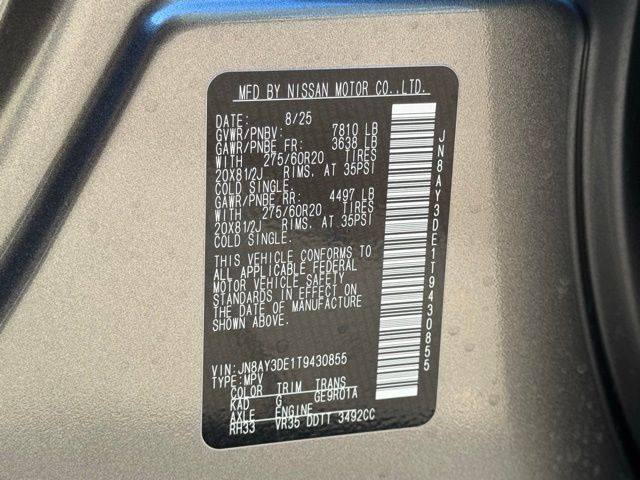 MFD BY NISSAN MOTOR CO.,LTD.
DATE: 8/25
GVWR/PNBV: 7810 LB
GAWR/PNBE FR: 3638 LB
WITH 275/60R20 TIRES
20X81/2J RIMS, AT 35PSI
COLD SINGLE.
GAWR/PNBE RR: 4497 LB
WITH 275/60R20 TIRES
20X81/2J RIMS, AT 35PSI
COLD SINGLE.
THIS VEHICLE CONFORMS TO
ALL APPLICABLE FEDERAL
MOTOR VEHICLE SAFETY
STANDARDS IN EFFECT ON
THE DATE OF MANUFACTURE
SHOWN ABOVE.
VIN: JN8AY3DE1T9430855
TYPE: MPV
COLOR TRIM TRANS
KAD G GE9R01A
AXLE ENGINE
RH33 VR35 DDTT 3492CC
JN8AY3DE1T9430855